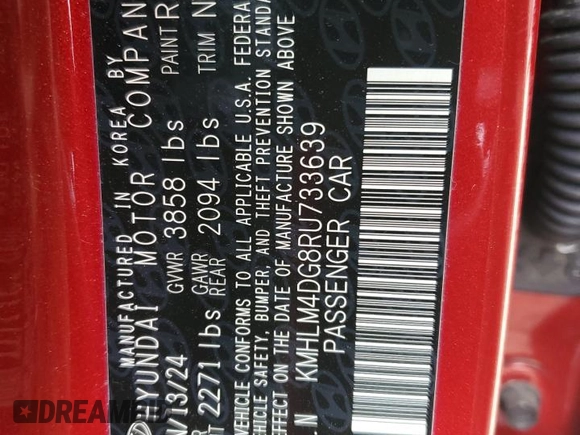 MANUFACTURED IN KOREA BY
HYUNDAI MOTOR COMPAN
/13/24 GVWR 3858 lbs PAINT R
2271 lbs GAWR REAR 2094 lbs TRIM N
VEHICLE CONFORMS TO ALL APPLICABLE U.S.A. FEDERA
VEHICLE SAFETY, BUMPER, AND THEFT PREVENTION STANDA
EFFECT ON THE DATE OF MANUFACTURE SHOWN ABOVE
KMHLM4DG8RU733639
PASSENGER CAR
DREAMBID